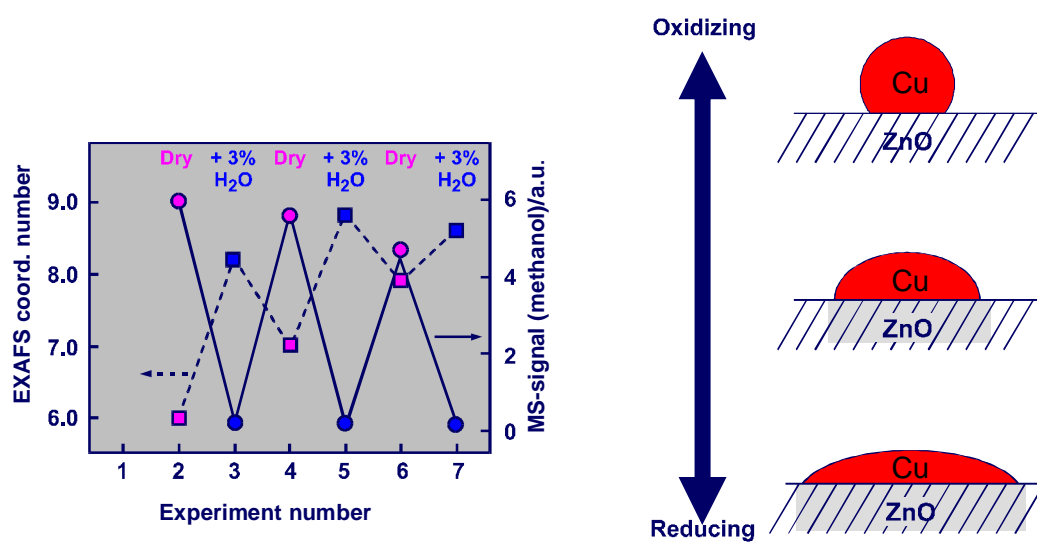 Oxidizing
Cu
ZnO
Dry + 3% Dry + 3% Dry + 3%
H₂O H₂O H₂O
EXAFS coord. number
9.0
8.0
7.0
6.0
6
4
2
0
MS-signal (methanol)/a.u.
1 2 3 4 5 6 7
Experiment number
Cu
ZnO
Cu
ZnO
Reducing